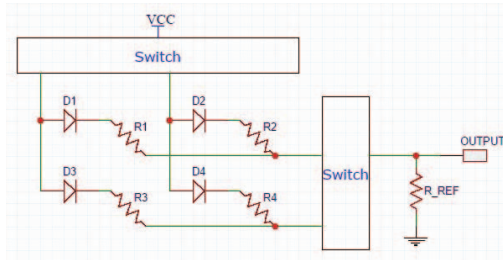 VCC
Switch
D1
D2
R1
R2
OUTPUT
D3
D4
Switch
R_REF
R3
R4